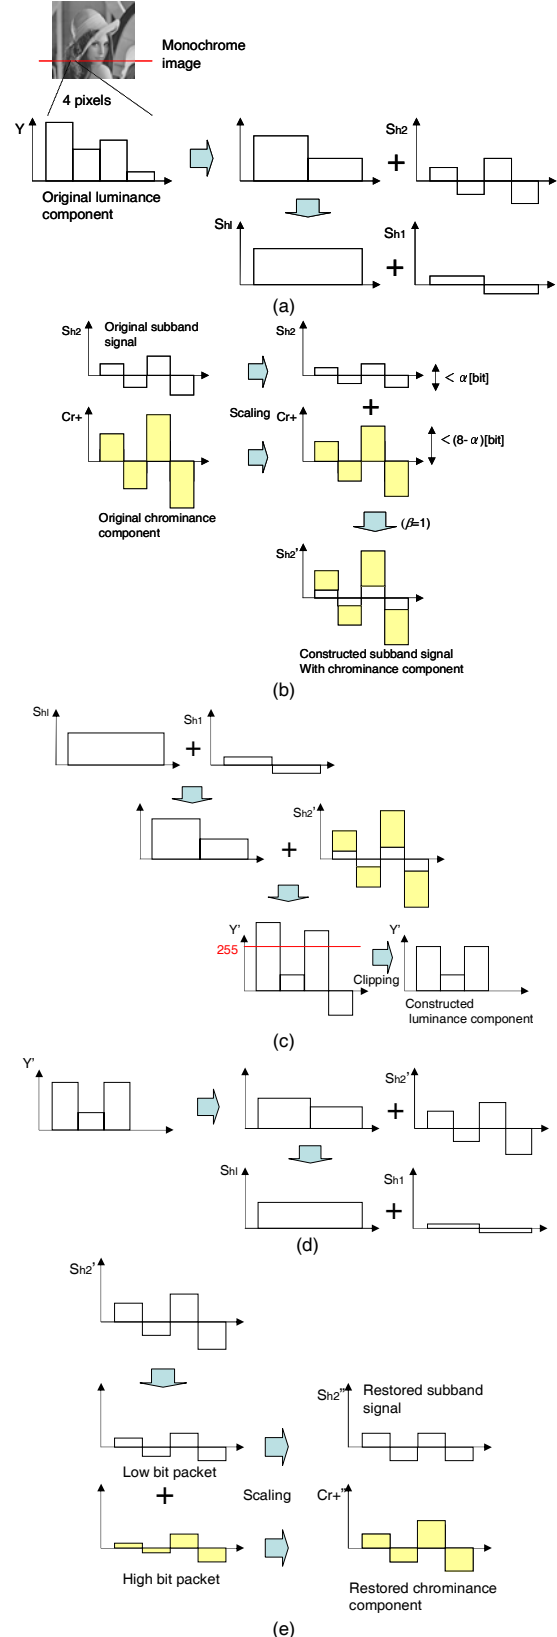 Monochrome
image
4 pixels
Y
Sh2
Original luminance
component
Shl
Sh1
(a)
Sh2
Original subband
signal
Sh2
< α [bit]
Cr+
Scaling
Cr+
< (8- α)[bit]
Original chrominance
component
(β=1)
Sh2'
Constructed subband signal
With chrominance component
(b)
Shl
Sh1
Sh2'
Y'
255
Y'
Clipping
Constructed
luminance component
(c)
Y'
Sh2'
Shl
Sh1
(d)
Sh2'
Sh2"
Restored subband
signal
Low bit packet
Scaling
Cr+"
High bit packet
Restored chrominance
component
(e)